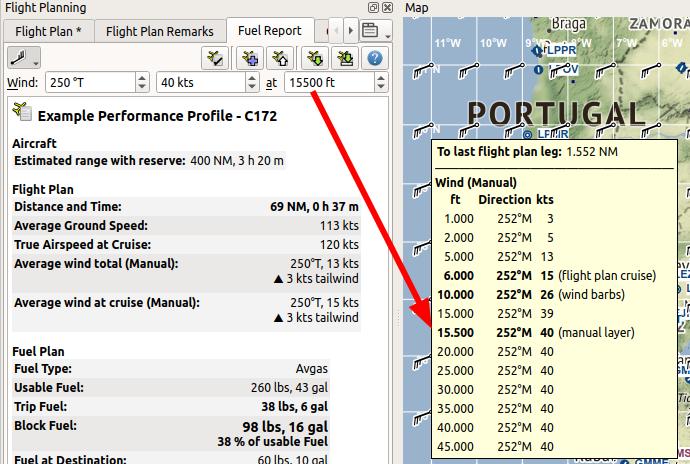 Flight Planning
Flight Plan *
Flight Plan Remarks
Fuel Report
Wind:
250 °T
40 kts
at
15500 ft
Example Performance Profile - C172
Aircraft
Estimated range with reserve: 400 NM, 3 h 20 m
Flight Plan
Distance and Time: 69 NM, 0 h 37 m
Average Ground Speed: 113 kts
True Airspeed at Cruise: 120 kts
Average wind total (Manual): 250°T, 13 kts
▲ 3 kts tailwind
Average wind at cruise (Manual): 250°T, 15 kts
▲ 3 kts tailwind
Fuel Plan
Fuel Type: Avgas
Usable Fuel: 260 lbs, 43 gal
Trip Fuel: 38 lbs, 6 gal
Block Fuel: 98 lbs, 16 gal
38 % of usable Fuel
Fuel at Destination: 60 lbs, 10 gal
Map
Braga
ZAMORA
11°W 10°W 9° 8°W 7°W 6°W
LPPR
PORTUGAL
To last flight plan leg: 1.552 NM
Wind (Manual)
ft Direction kts
1.000 252°M 3
2.000 252°M 5
5.000 252°M 13
6.000 252°M 15 (flight plan cruise)
10.000 252°M 26 (wind barbs)
15.000 252°M 39
15.500 252°M 40 (manual layer)
20.000 252°M 40
25.000 252°M 40
30.000 252°M 40
35.000 252°M 40
40.000 252°M 40
45.000 252°M 40